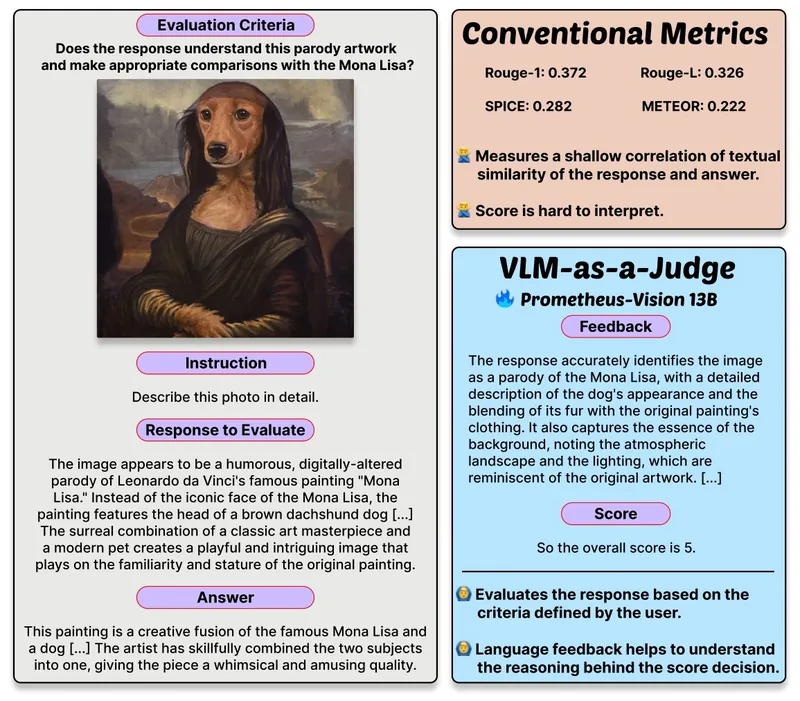 Evaluation Criteria
Does the response understand this parody artwork
and make appropriate comparisons with the Mona Lisa?
Instruction
Describe this photo in detail.
Response to Evaluate
The image appears to be a humorous, digitally-altered
parody of Leonardo da Vinci's famous painting "Mona
Lisa." Instead of the iconic face of the Mona Lisa, the
painting features the head of a brown dachshund dog [...]
The surreal combination of a classic art masterpiece and
a modern pet creates a playful and intriguing image that
plays on the familiarity and stature of the original painting.
Answer
This painting is a creative fusion of the famous Mona Lisa and
a dog [...] The artist has skillfully combined the two subjects
into one, giving the piece a whimsical and amusing quality.
Conventional Metrics
Rouge-1: 0.372 Rouge-L: 0.326
SPICE: 0.282 METEOR: 0.222
Measures a shallow correlation of textual
similarity of the response and answer.
Score is hard to interpret.
VLM-as-a-Judge
Prometheus-Vision 13B
Feedback
The response accurately identifies the image
as a parody of the Mona Lisa, with a detailed
description of the dog's appearance and the
blending of its fur with the original painting's
clothing. It also captures the essence of the
background, noting the atmospheric
landscape and the lighting, which are
reminiscent of the original artwork. [...]
Score
So the overall score is 5.
Evaluates the response based on the
criteria defined by the user.
Language feedback helps to understand
the reasoning behind the score decision.